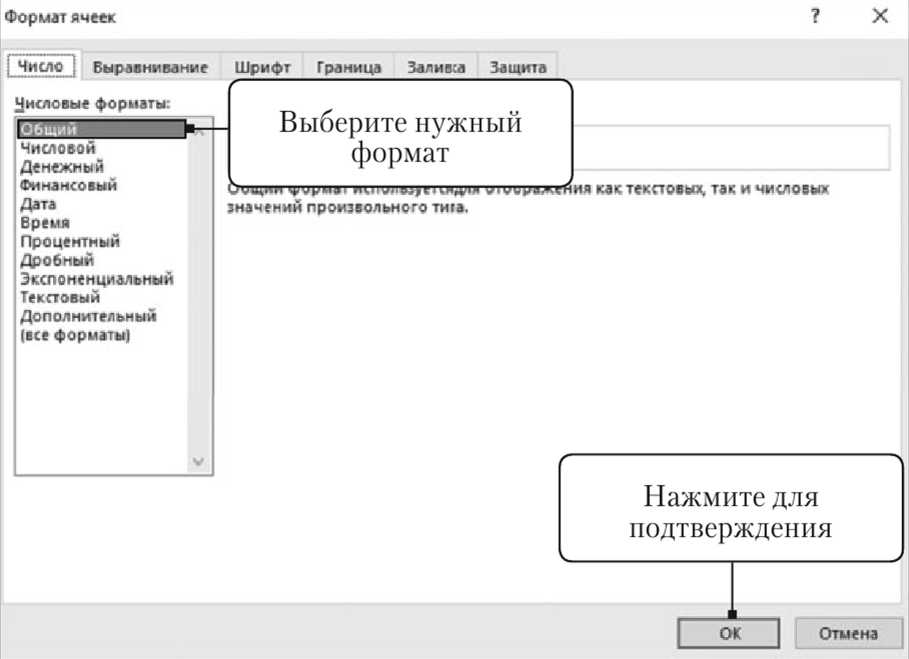 Формат ячеек
?
Число Выравнивание Шрифт Граница Заливка Защита
Числовые форматы:
Общий
Числовой
Денежный
Финансовый
Дата
Время
Процентный
Дробный
Экспоненциальный
Текстовый
Дополнительный
(все форматы)
Выберите нужный
формат
Общий формат используется для отображения как текстовых, так и числовых
значений произвольного типа.
Нажмите для
подтверждения
ОК Отмена